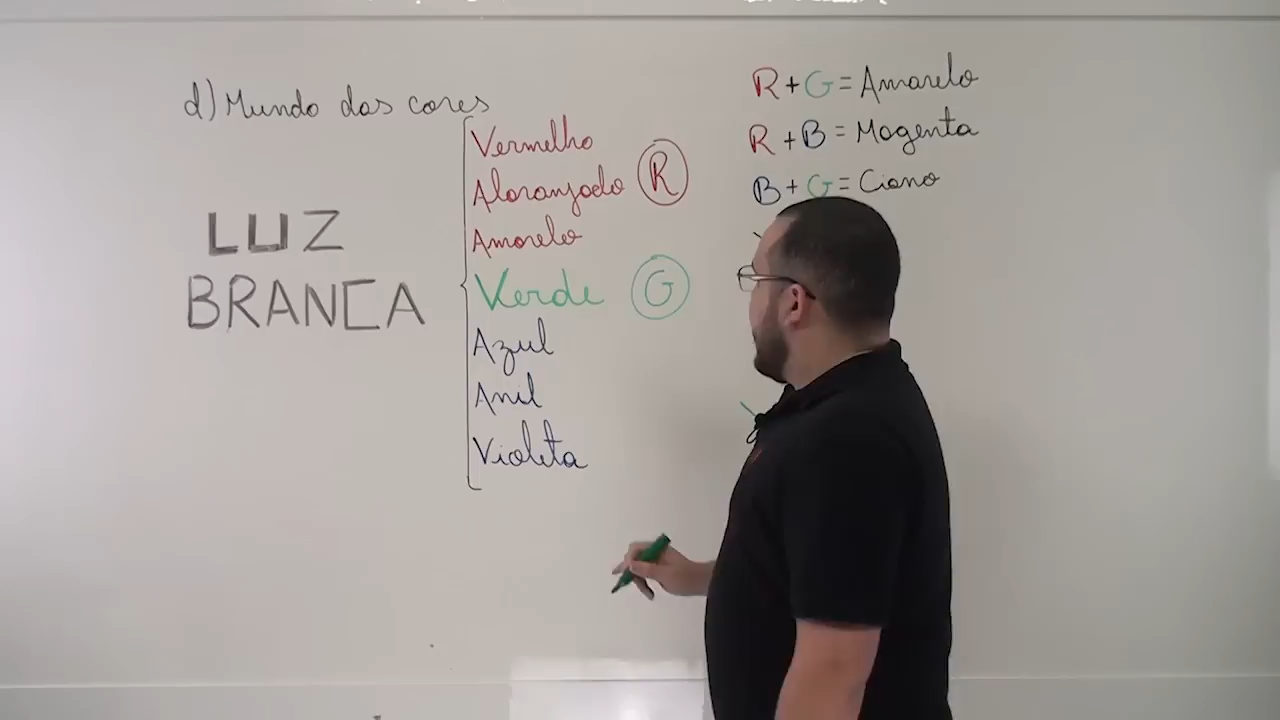 d) Mundo das cores
LUZ
BRANCA
Vermelho
Alaranjado
R
Amarelo
Verde
G
Azul
Anil
Violeta
R + G = Amarelo
R + B = Magenta
B + G = Ciano